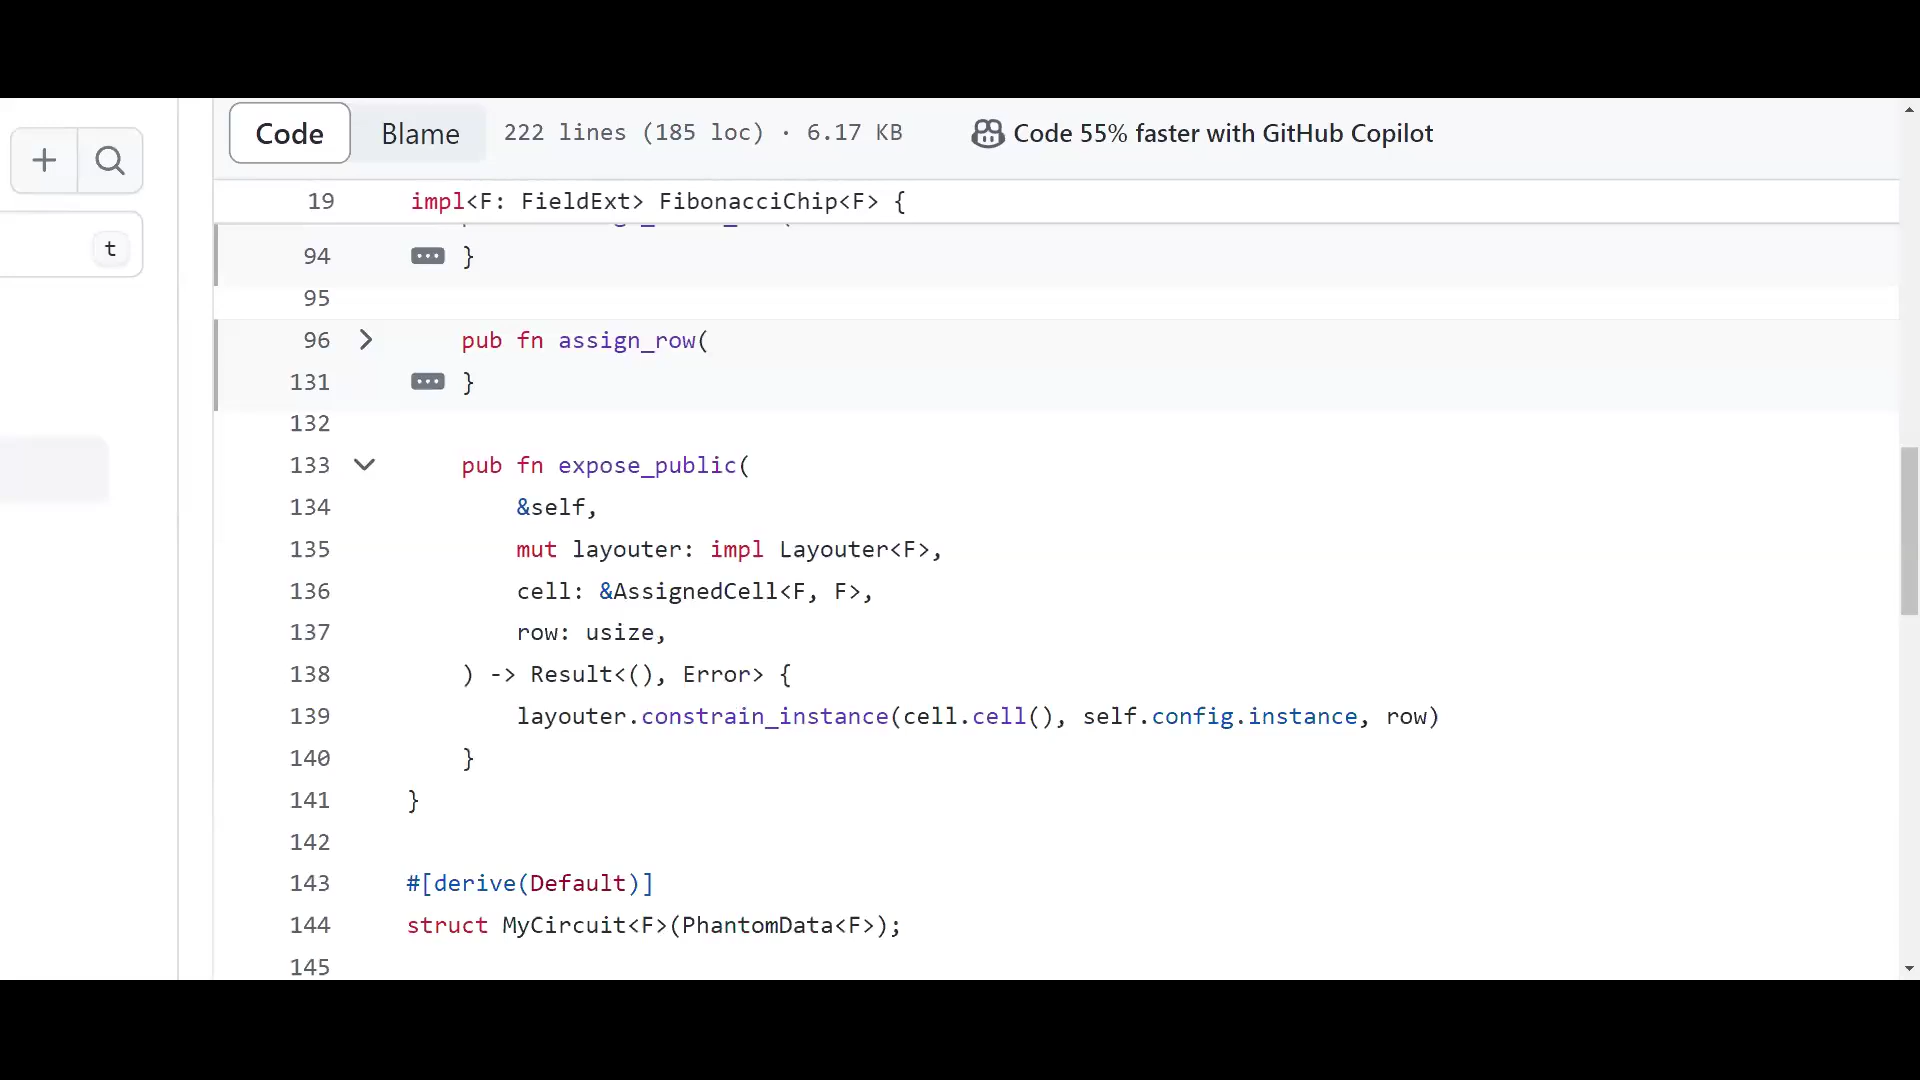 Code Blame 222 lines (185 loc) · 6.17 KB Code 55% faster with GitHub Copilot
t
19 impl<F: FieldExt> FibonacciChip<F> {
94 ··· }
95
96 pub fn assign_row(
131 ··· }
132
133 pub fn expose_public(
134 &self,
135 mut layouter: impl Layouter<F>,
136 cell: &AssignedCell<F, F>,
137 row: usize,
138 ) -> Result<(), Error> {
139 layouter.constrain_instance(cell.cell(), self.config.instance, row)
140 }
141 }
142
143 #[derive(Default)]
144 struct MyCircuit<F>(PhantomData<F>);
145